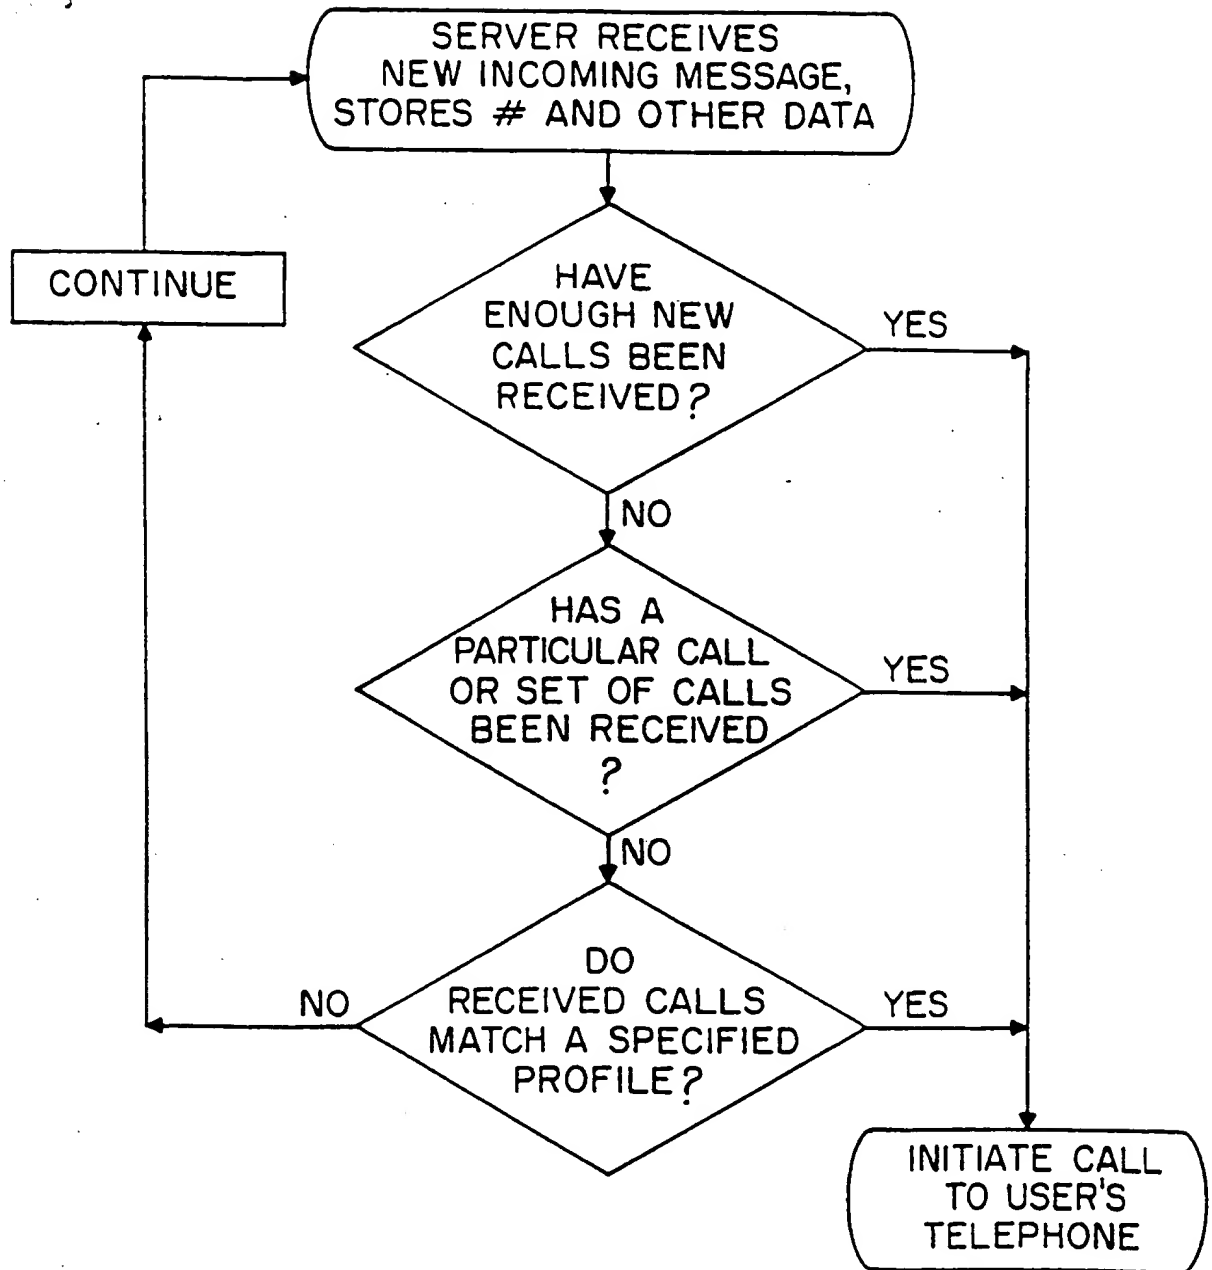 SERVER RECEIVES
NEW INCOMING MESSAGE,
STORES # AND OTHER DATA
CONTINUE
HAVE
ENOUGH NEW
CALLS BEEN
RECEIVED?
YES
NO
HAS A
PARTICULAR CALL
OR SET OF CALLS
BEEN RECEIVED
?
YES
NO
DO
RECEIVED CALLS
MATCH A SPECIFIED
PROFILE?
NO
YES
INITIATE CALL
TO USER'S
TELEPHONE